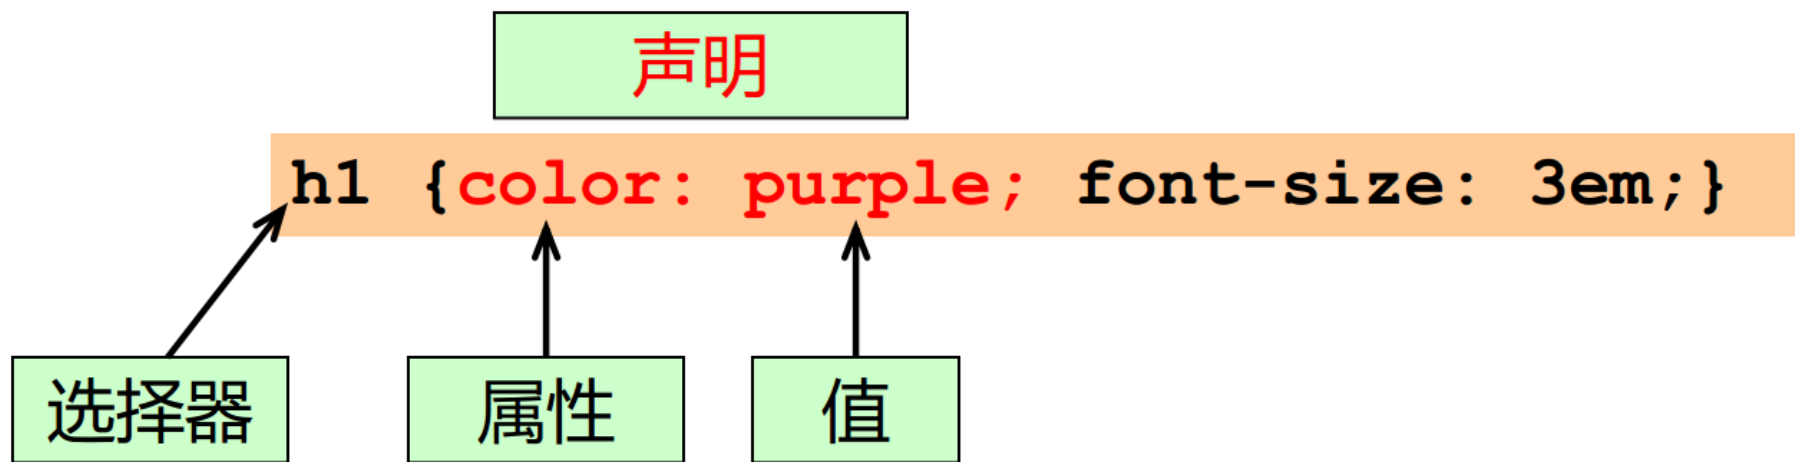 声明
h1 {color: purple; font-size: 3em;}
选择器
属性
值